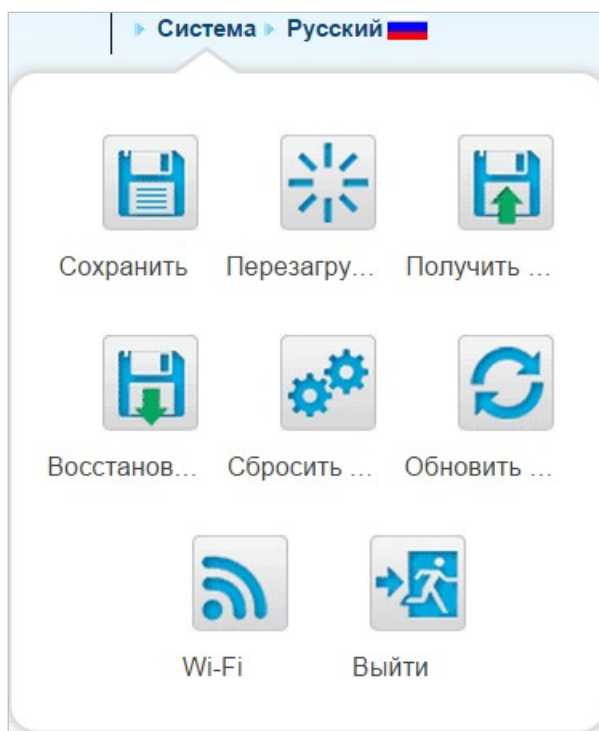 Система Русский
Сохранить Перезагру... Получить ...
Восстанов... Сбросить ... Обновить ...
Wi-Fi Выйти